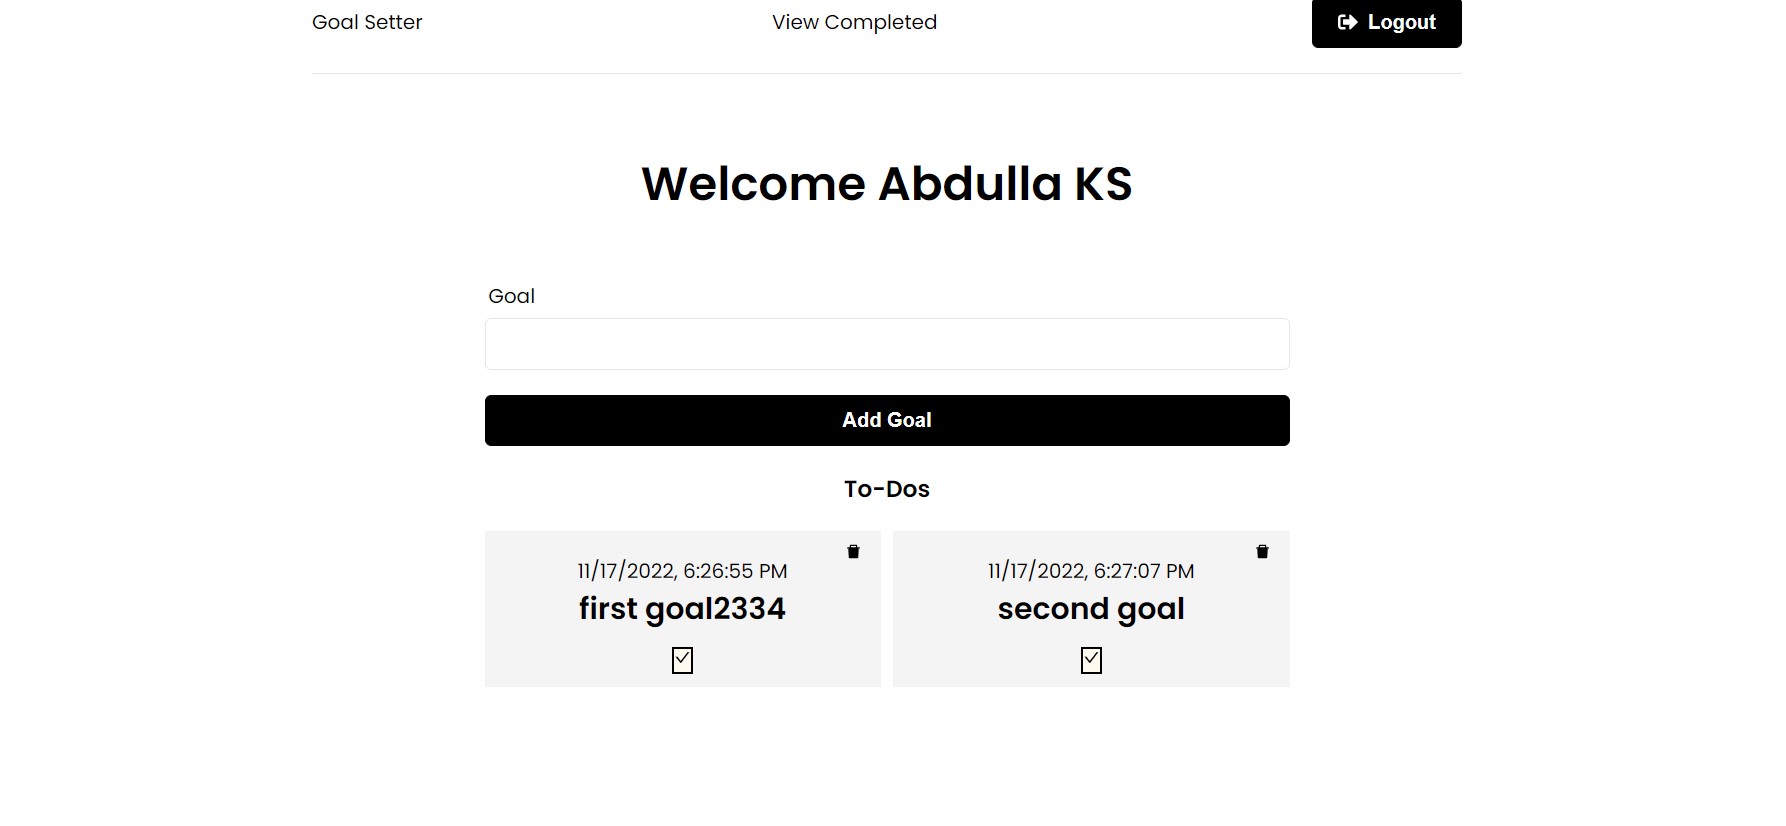 Goal Setter
View Completed
Logout
Welcome Abdulla KS
Goal
Add Goal
To-Dos
11/17/2022, 6:26:55 PM
first goal2334
11/17/2022, 6:27:07 PM
second goal